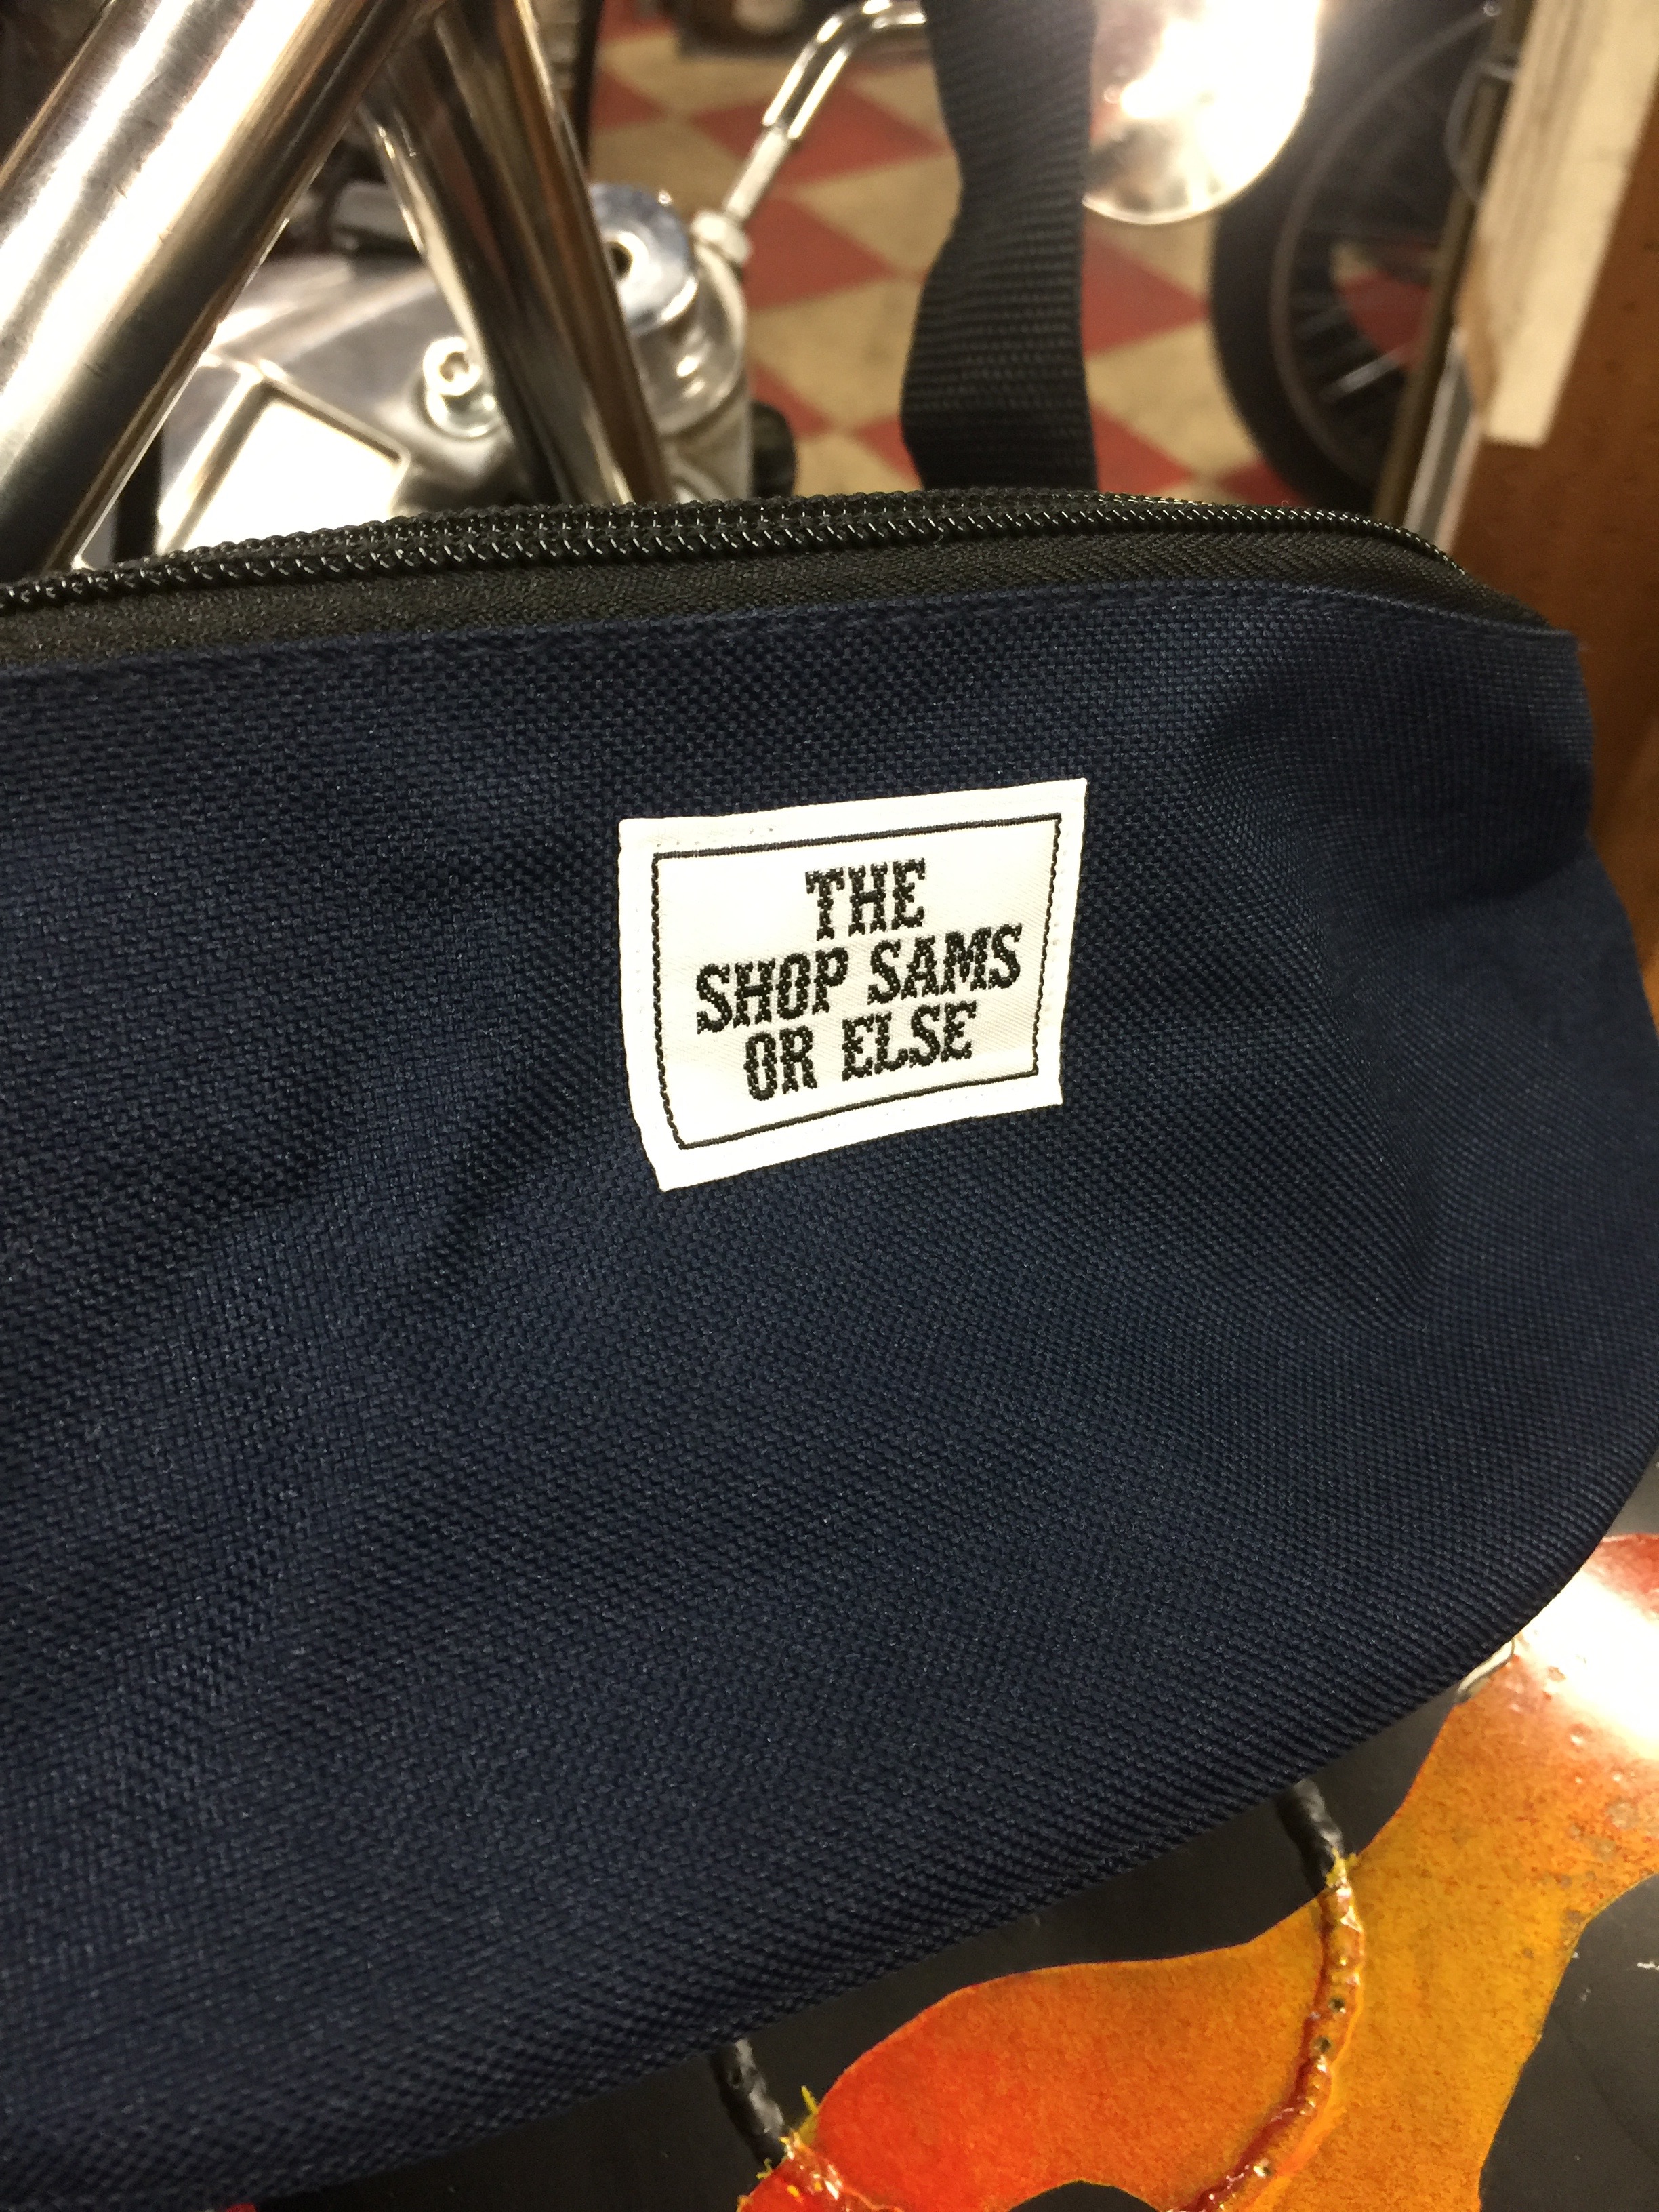 THE
SHOP SAMS
OR ELSE